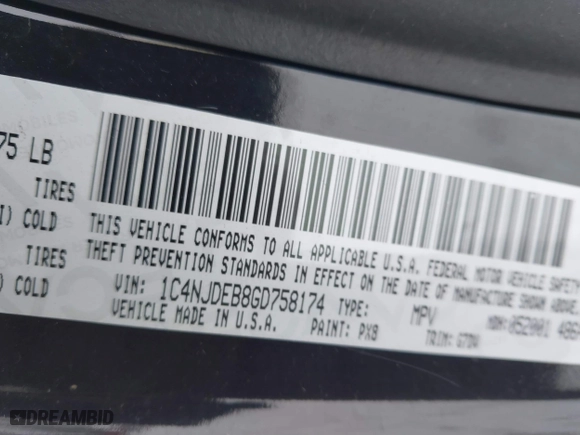 75 LB
TIRES
I) COLD
TIRES
) COLD
THIS VEHICLE CONFORMS TO ALL APPLICABLE U.S.A. FEDERAL MOTOR VEHICLE SAFETY
THEFT PREVENTION STANDARDS IN EFFECT ON THE DATE OF MANUFACTURE SHOWN ABOVE.
VIN: 1C4NJDEB8GD758174 TYPE: MPV
VEHICLE MADE IN U.S.A. PAINT: PX8 TRIM:
DREAMBID